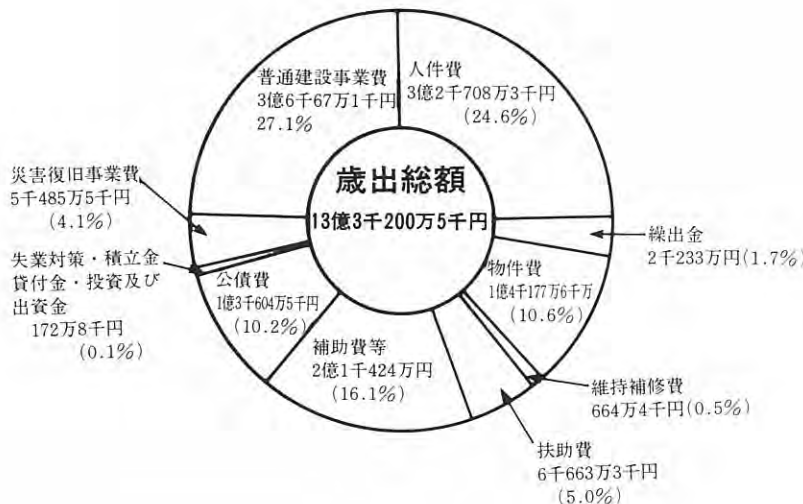 歳出総額
13億3千200万5千円
人件費
3億2千708万3千円
(24.6%)
繰出金
2千233万円(1.7%)
物件費
1億4千177万6千万
(10.6%)
維持補修費
664万4千円(0.5%)
扶助費
6千663万3千円
(5.0%)
補助費等
2億1千424万円
(16.1%)
公債費
1億3千604万5千円
(10.2%)
失業対策・積立金
貸付金・投資及び
出資金
172万8千円
(0.1%)
災害復旧事業費
5千485万5千円
(4.1%)
普通建設事業費
3億6千67万1千円
27.1%